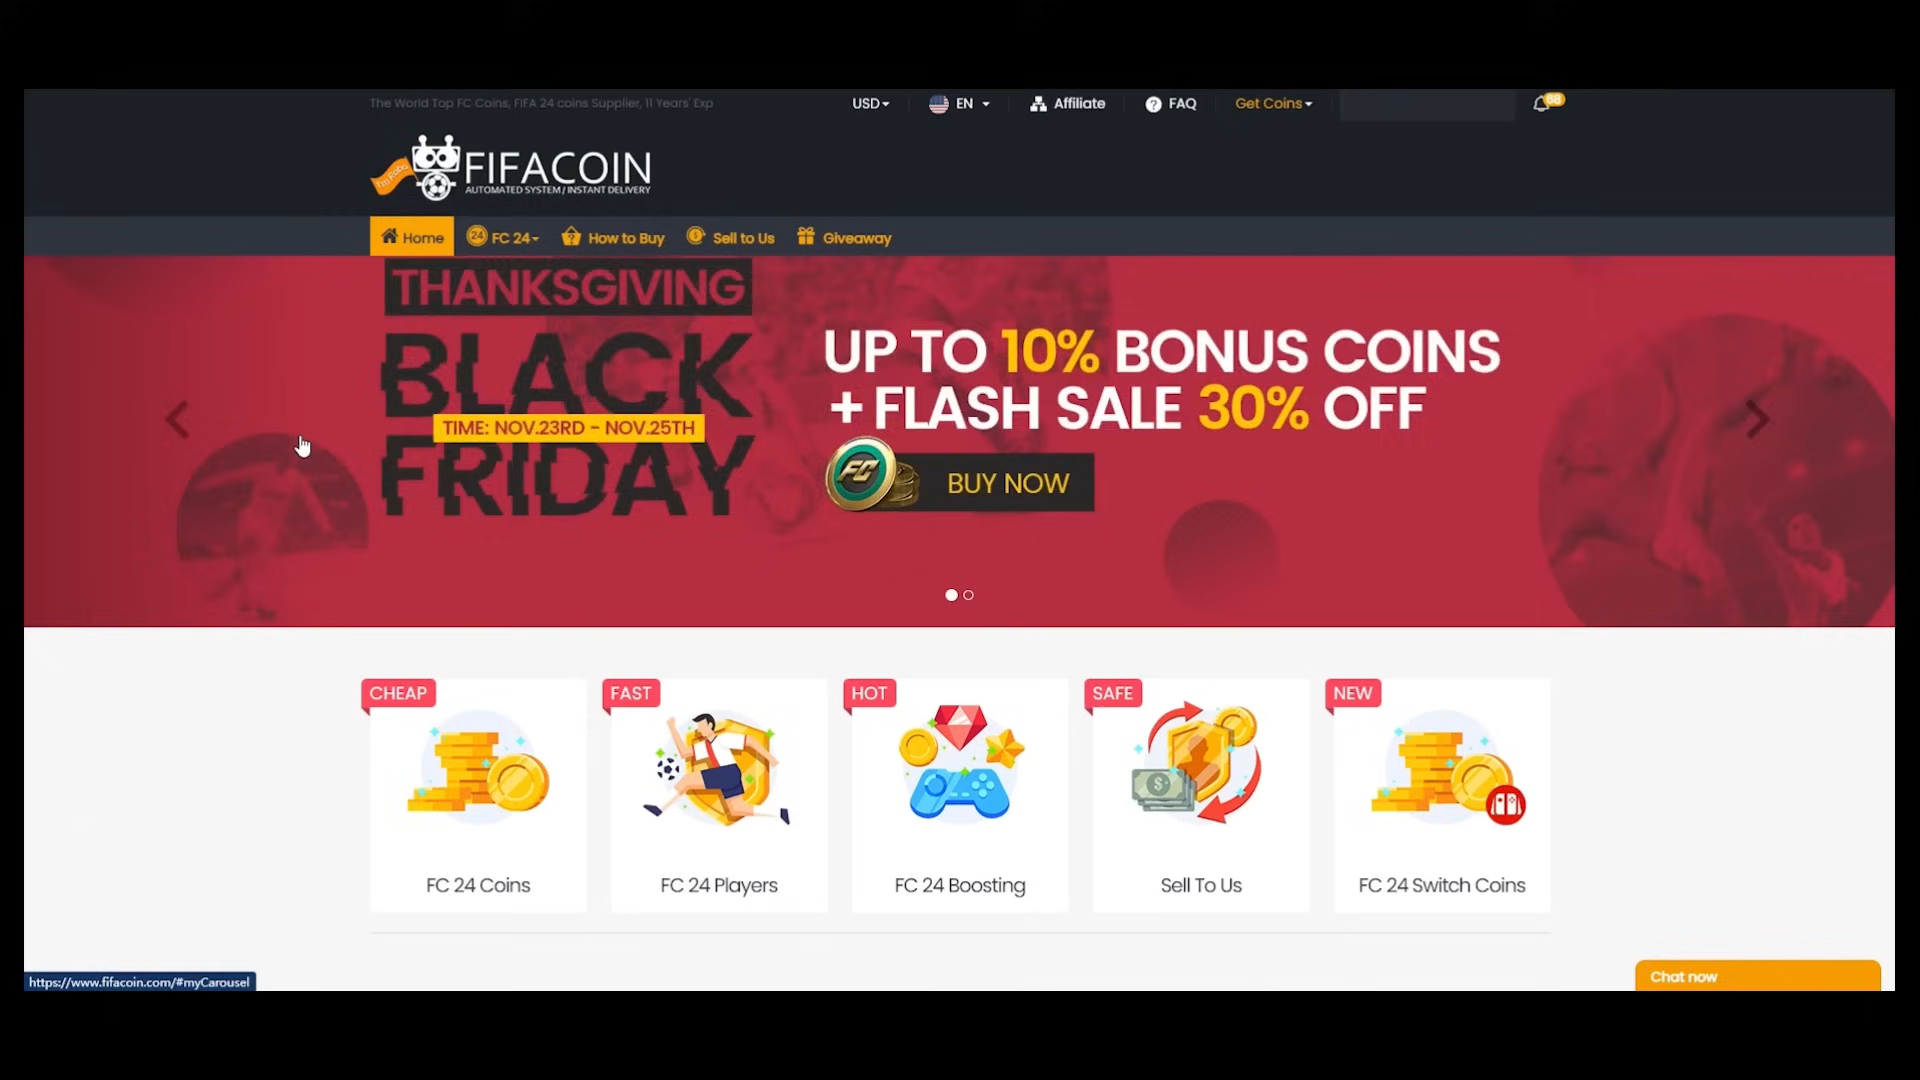 The World Top FC Coins, FIFA 24 coins Supplier, 11 Years' Exp
USD
EN
Affiliate
? FAQ
Get Coins
68
I'm Robo
FIFACOIN
AUTOMATED SYSTEM / INSTANT DELIVERY
Home
24 FC 24
? How to Buy
Sell to Us
Giveaway
THANKSGIVING
BLACK
TIME: NOV.23RD - NOV.25TH
FRIDAY
UP TO 10% BONUS COINS
+ FLASH SALE 30% OFF
FC
BUY NOW
CHEAP
FC 24 Coins
FAST
FC 24 Players
HOT
FC 24 Boosting
SAFE
$
Sell To Us
NEW
FC 24 Switch Coins
https://www.fifacoin.com/#myCarousel
Chat now